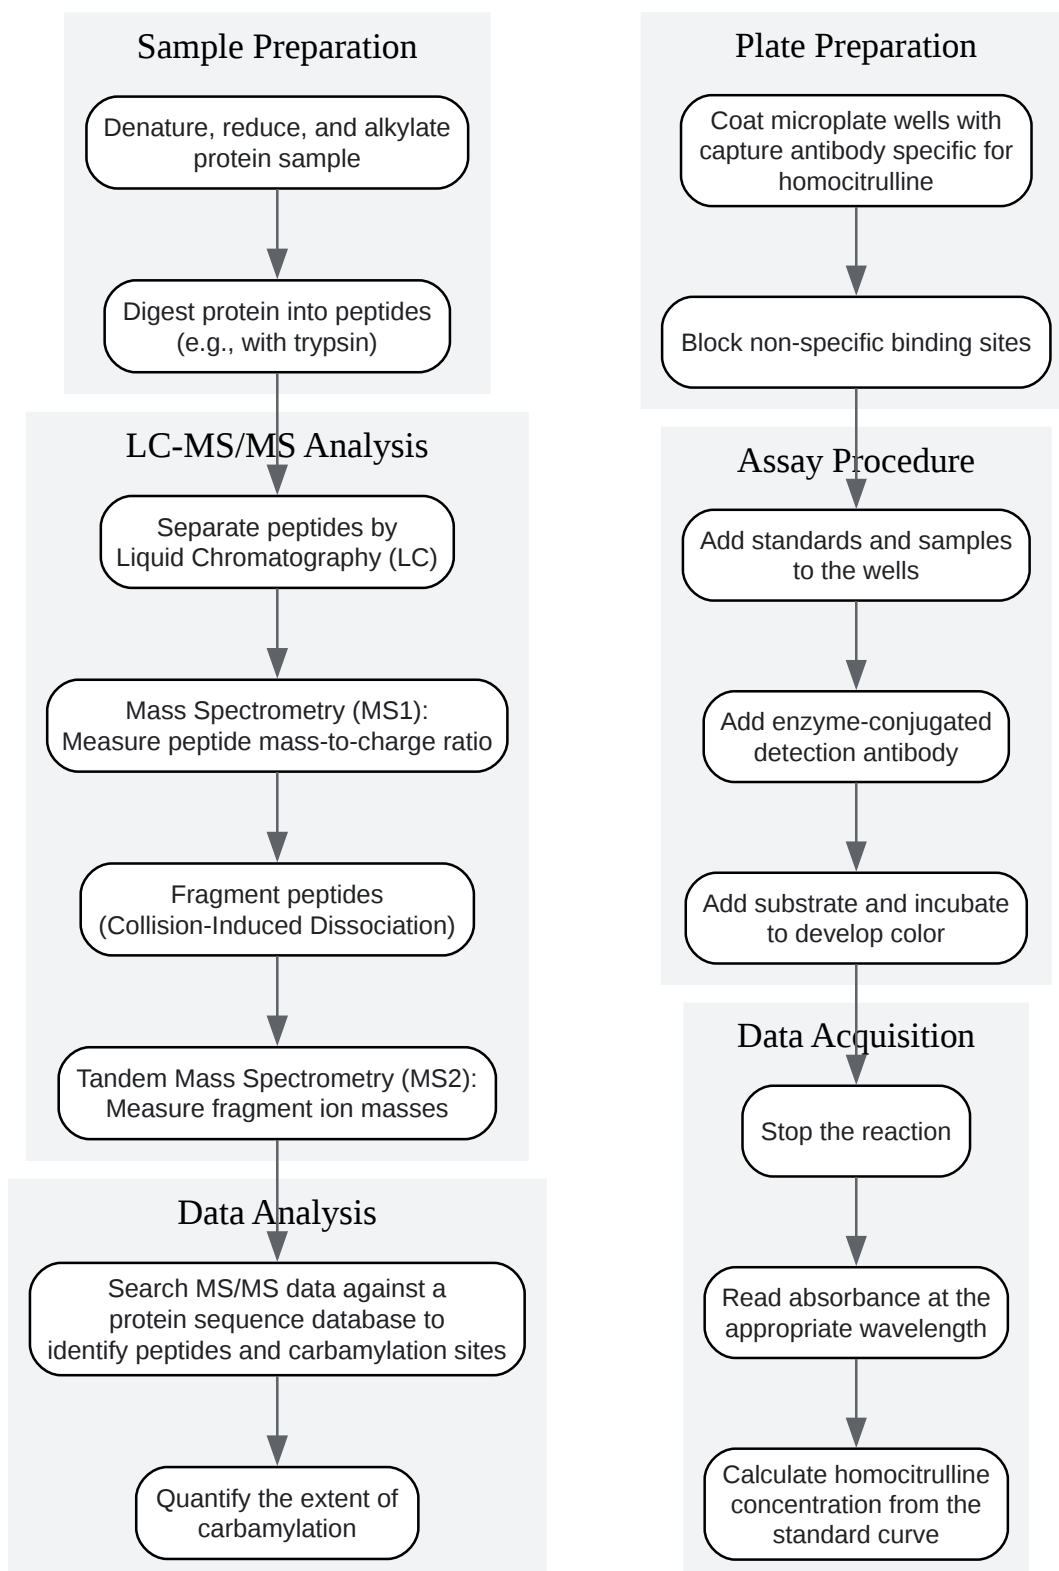 Sample Preparation
Denature, reduce, and alkylate
protein sample
Digest protein into peptides
(e.g., with trypsin)
LC-MS/MS Analysis
Separate peptides by
Liquid Chromatography (LC)
Mass Spectrometry (MS1):
Measure peptide mass-to-charge ratio
Fragment peptides
(Collision-Induced Dissociation)
Tandem Mass Spectrometry (MS2):
Measure fragment ion masses
Data Analysis
Search MS/MS data against a
protein sequence database to
identify peptides and carbamylation sites
Quantify the extent of
carbamylation
Plate Preparation
Coat microplate wells with
capture antibody specific for
homocitrulline
Block non-specific binding sites
Assay Procedure
Add standards and samples
to the wells
Add enzyme-conjugated
detection antibody
Add substrate and incubate
to develop color
Data Acquisition
Stop the reaction
Read absorbance at the
appropriate wavelength
Calculate homocitrulline
concentration from the
standard curve